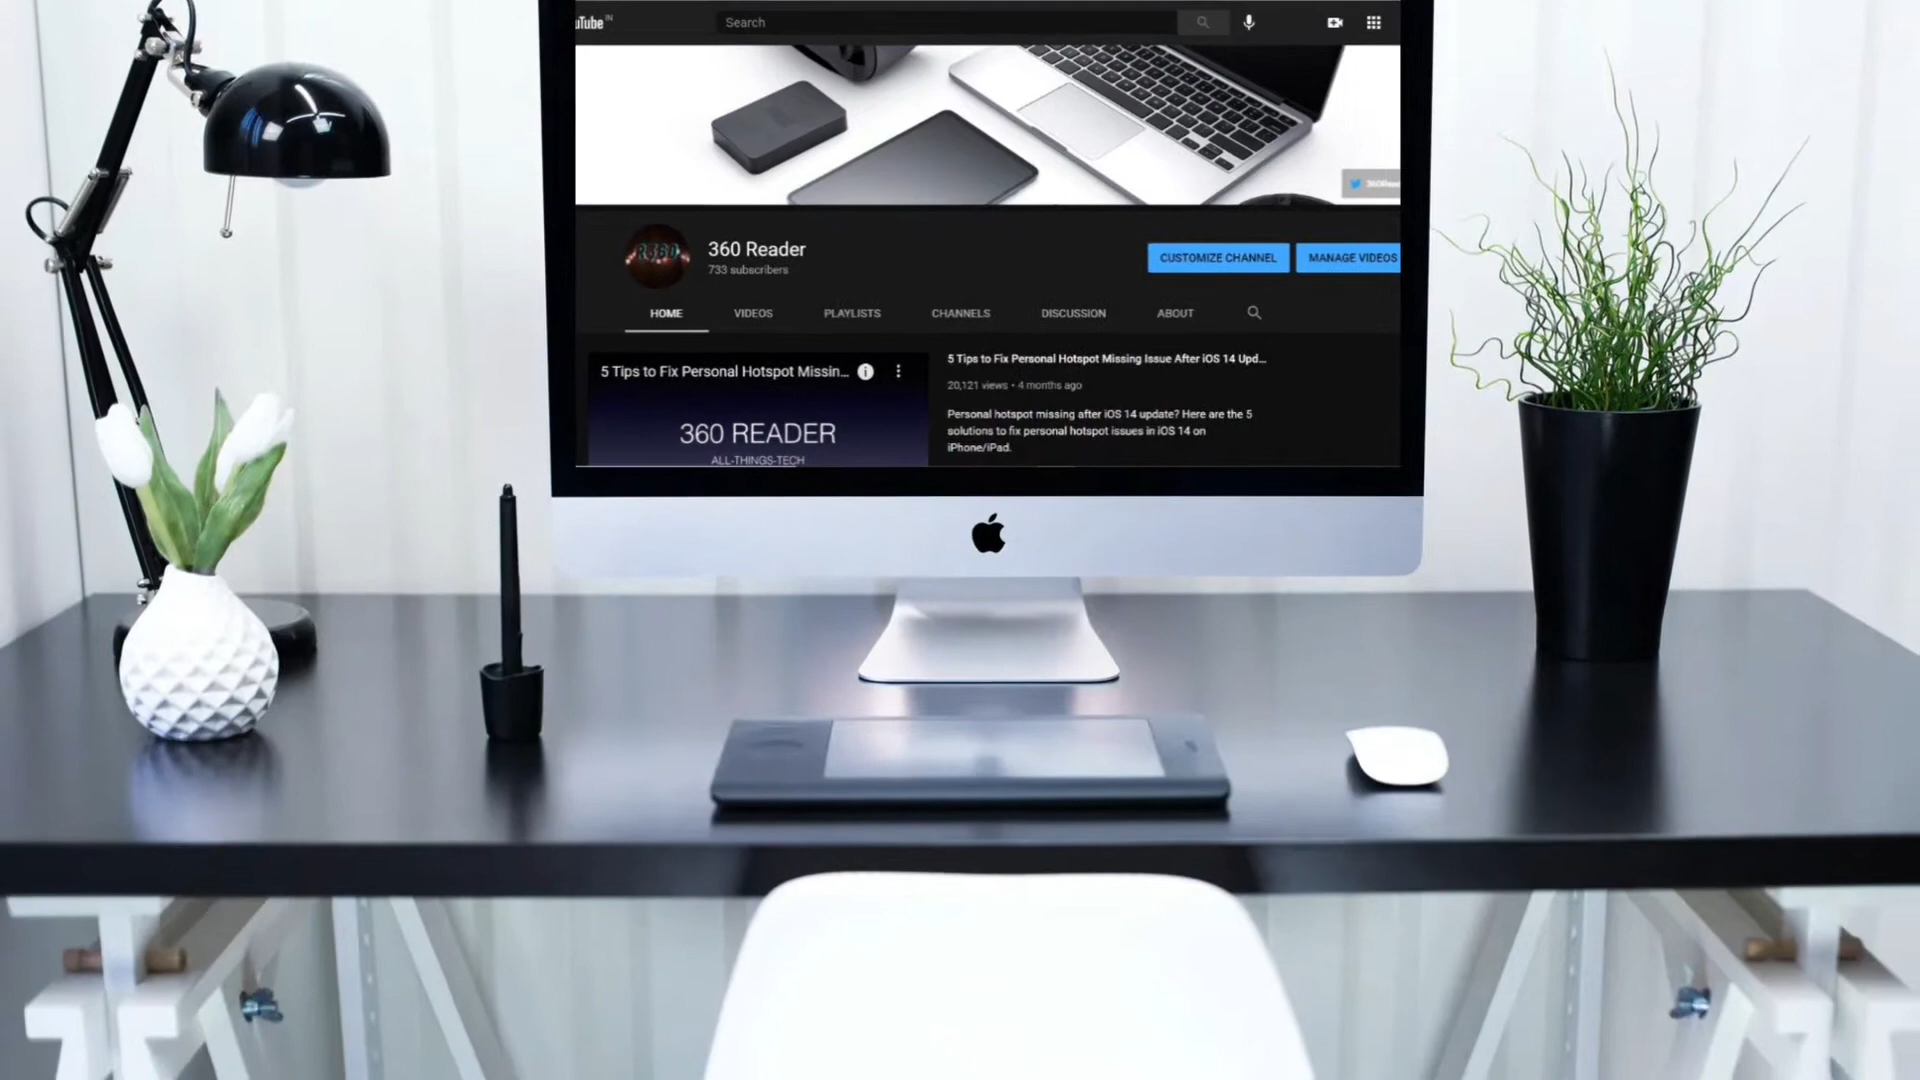 uTube IN
Search
360Read
R360
360 Reader
733 subscribers
CUSTOMIZE CHANNEL
MANAGE VIDEOS
HOME
VIDEOS
PLAYLISTS
CHANNELS
DISCUSSION
ABOUT
5 Tips to Fix Personal Hotspot Missin...
360 READER
ALL-THINGS-TECH
5 Tips to Fix Personal Hotspot Missing Issue After iOS 14 Upd...
20,121 views • 4 months ago
Personal hotspot missing after iOS 14 update? Here are the 5
solutions to fix personal hotspot issues in iOS 14 on
iPhone/iPad.